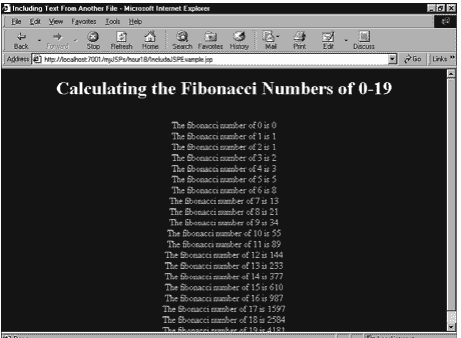 Including Text From Another File - Microsoft Internet Explorer
File Edit View Favorites Tools Help
Back Forward Stop Refresh Home Search Favorites History Mail Print Edit Discuss
Address http://localhost:7001/myJSPs/hour18/IncludeJSPExample.jsp Go Links »
Calculating the Fibonacci Numbers of 0-19
The fibonacci number of 0 is 0
The fibonacci number of 1 is 1
The fibonacci number of 2 is 1
The fibonacci number of 3 is 2
The fibonacci number of 4 is 3
The fibonacci number of 5 is 5
The fibonacci number of 6 is 8
The fibonacci number of 7 is 13
The fibonacci number of 8 is 21
The fibonacci number of 9 is 34
The fibonacci number of 10 is 55
The fibonacci number of 11 is 89
The fibonacci number of 12 is 144
The fibonacci number of 13 is 233
The fibonacci number of 14 is 377
The fibonacci number of 15 is 610
The fibonacci number of 16 is 987
The fibonacci number of 17 is 1597
The fibonacci number of 18 is 2584
The fibonacci number of 19 is 4181